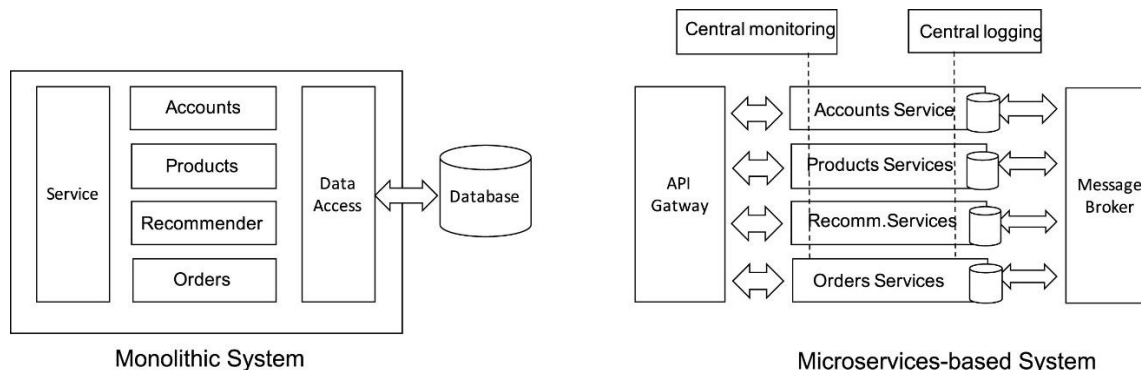 Accounts
Products
Recommender
Orders
Service
Data
Access
Database
Monolithic System
Central monitoring
Central logging
Accounts Service
Products Services
Recomm.Services
Orders Services
API
Gatway
Message
Broker
Microservices-based System